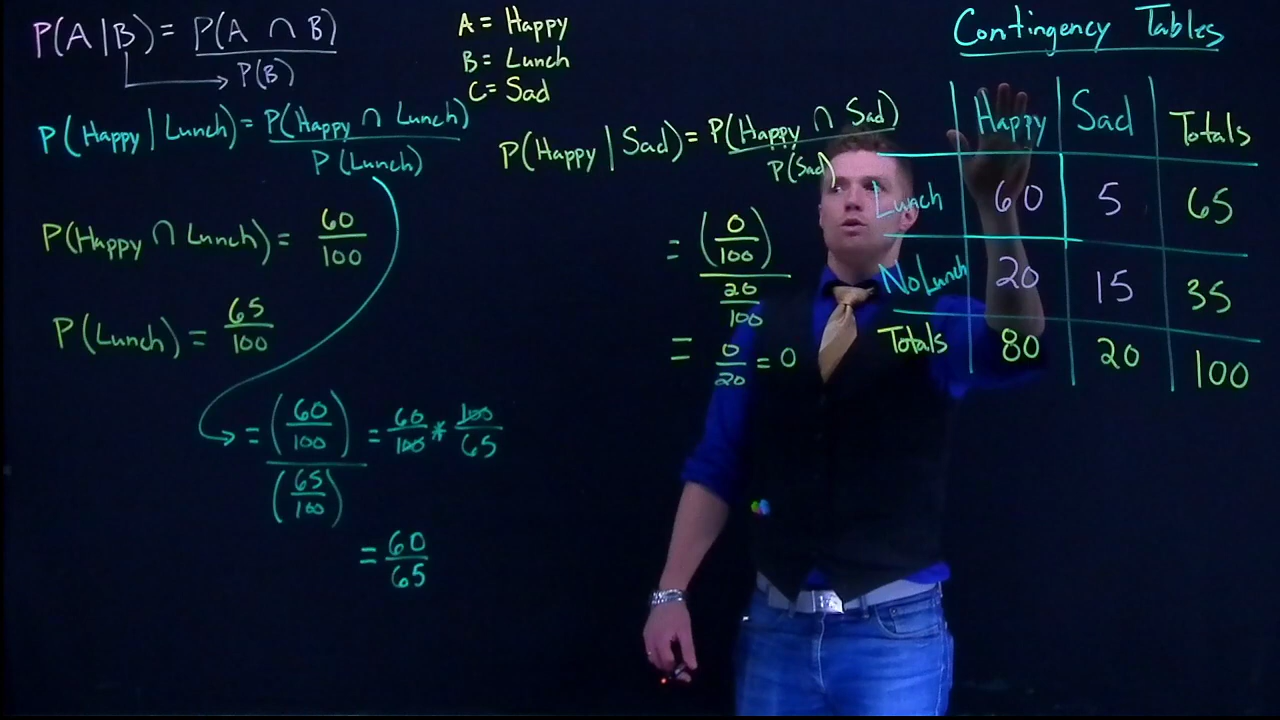 P(A|B) = P(A ∩ B)
P(B)
P(Happy | Lunch) = P(Happy ∩ Lunch)
P(Lunch)
P(Happy ∩ Lunch) = 60
100
P(Lunch) = 65
100
= (60/100) = 60/100 * 100/65
(65/100)
= 60
65
A = Happy
B = Lunch
C = Sad
P(Happy | Sad) = P(Happy ∩ Sad)
P(Sad)
= (0/100)
20
100
= 0/20 = 0
Contingency Tables
Happy Sad Totals
Lunch 60 5 65
No Lunch 20 15 35
Totals 80 20 100